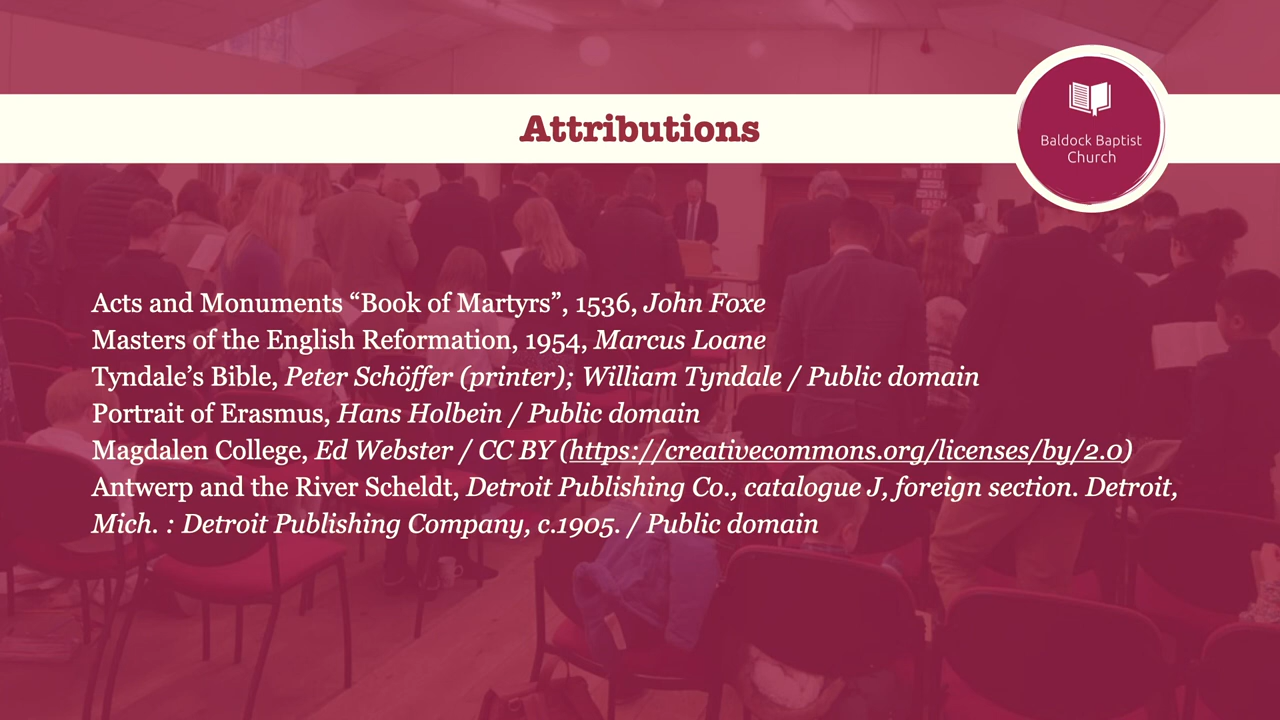 Attributions
Baldock Baptist
Church
Acts and Monuments “Book of Martyrs”, 1536, John Foxe
Masters of the English Reformation, 1954, Marcus Loane
Tyndale’s Bible, Peter Schöffer (printer); William Tyndale / Public domain
Portrait of Erasmus, Hans Holbein / Public domain
Magdalen College, Ed Webster / CC BY (https://creativecommons.org/licenses/by/2.0)
Antwerp and the River Scheldt, Detroit Publishing Co., catalogue J, foreign section. Detroit,
Mich. : Detroit Publishing Company, c.1905. / Public domain